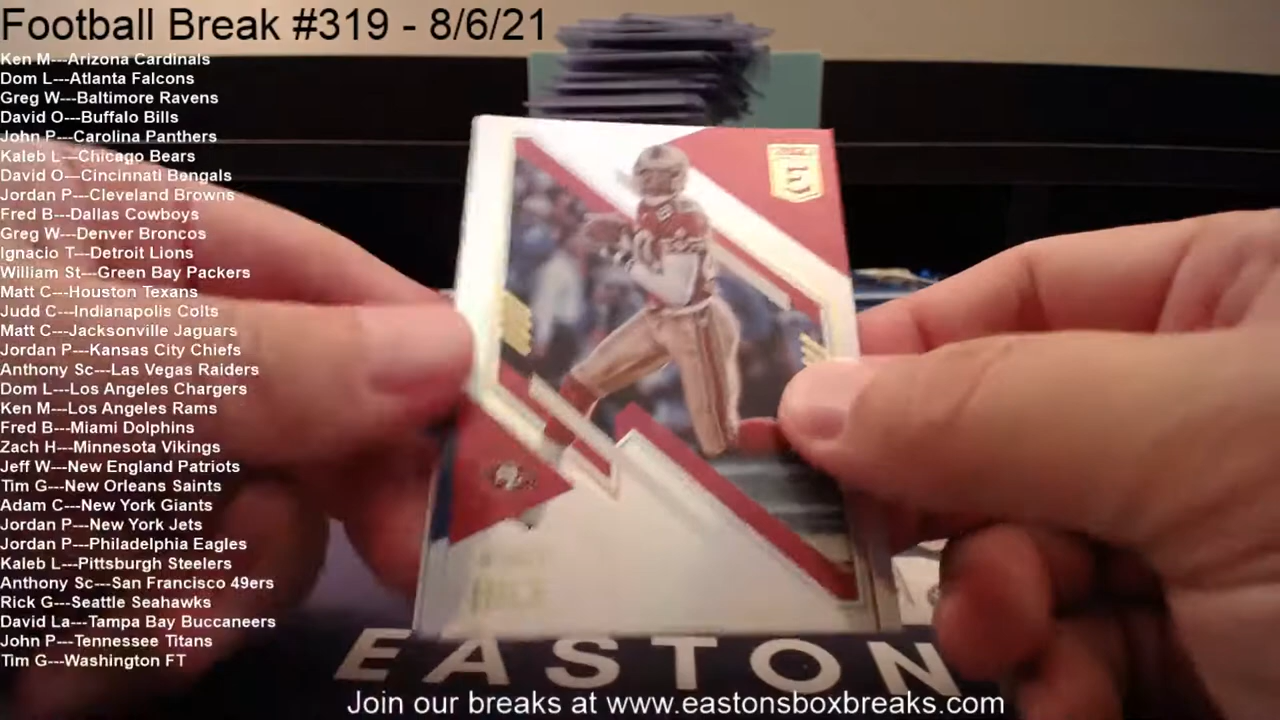 Football Break #319 - 8/6/21
Ken M---Arizona Cardinals
Dom L---Atlanta Falcons
Greg W---Baltimore Ravens
David O---Buffalo Bills
John P---Carolina Panthers
Kaleb L---Chicago Bears
David O---Cincinnati Bengals
Jordan P---Cleveland Browns
Fred B---Dallas Cowboys
Greg W---Denver Broncos
Ignacio T---Detroit Lions
William St---Green Bay Packers
Matt C---Houston Texans
Judd C---Indianapolis Colts
Matt C---Jacksonville Jaguars
Jordan P---Kansas City Chiefs
Anthony Sc---Las Vegas Raiders
Dom L---Los Angeles Chargers
Ken M---Los Angeles Rams
Fred B---Miami Dolphins
Zach H---Minnesota Vikings
Jeff W---New England Patriots
Tim G---New Orleans Saints
Adam C---New York Giants
Jordan P---New York Jets
Jordan P---Philadelphia Eagles
Kaleb L---Pittsburgh Steelers
Anthony Sc---San Francisco 49ers
Rick G---Seattle Seahawks
David La---Tampa Bay Buccaneers
John P---Tennessee Titans
Tim G---Washington FT
EASTON
Join our breaks at www.eastonsboxbreaks.com